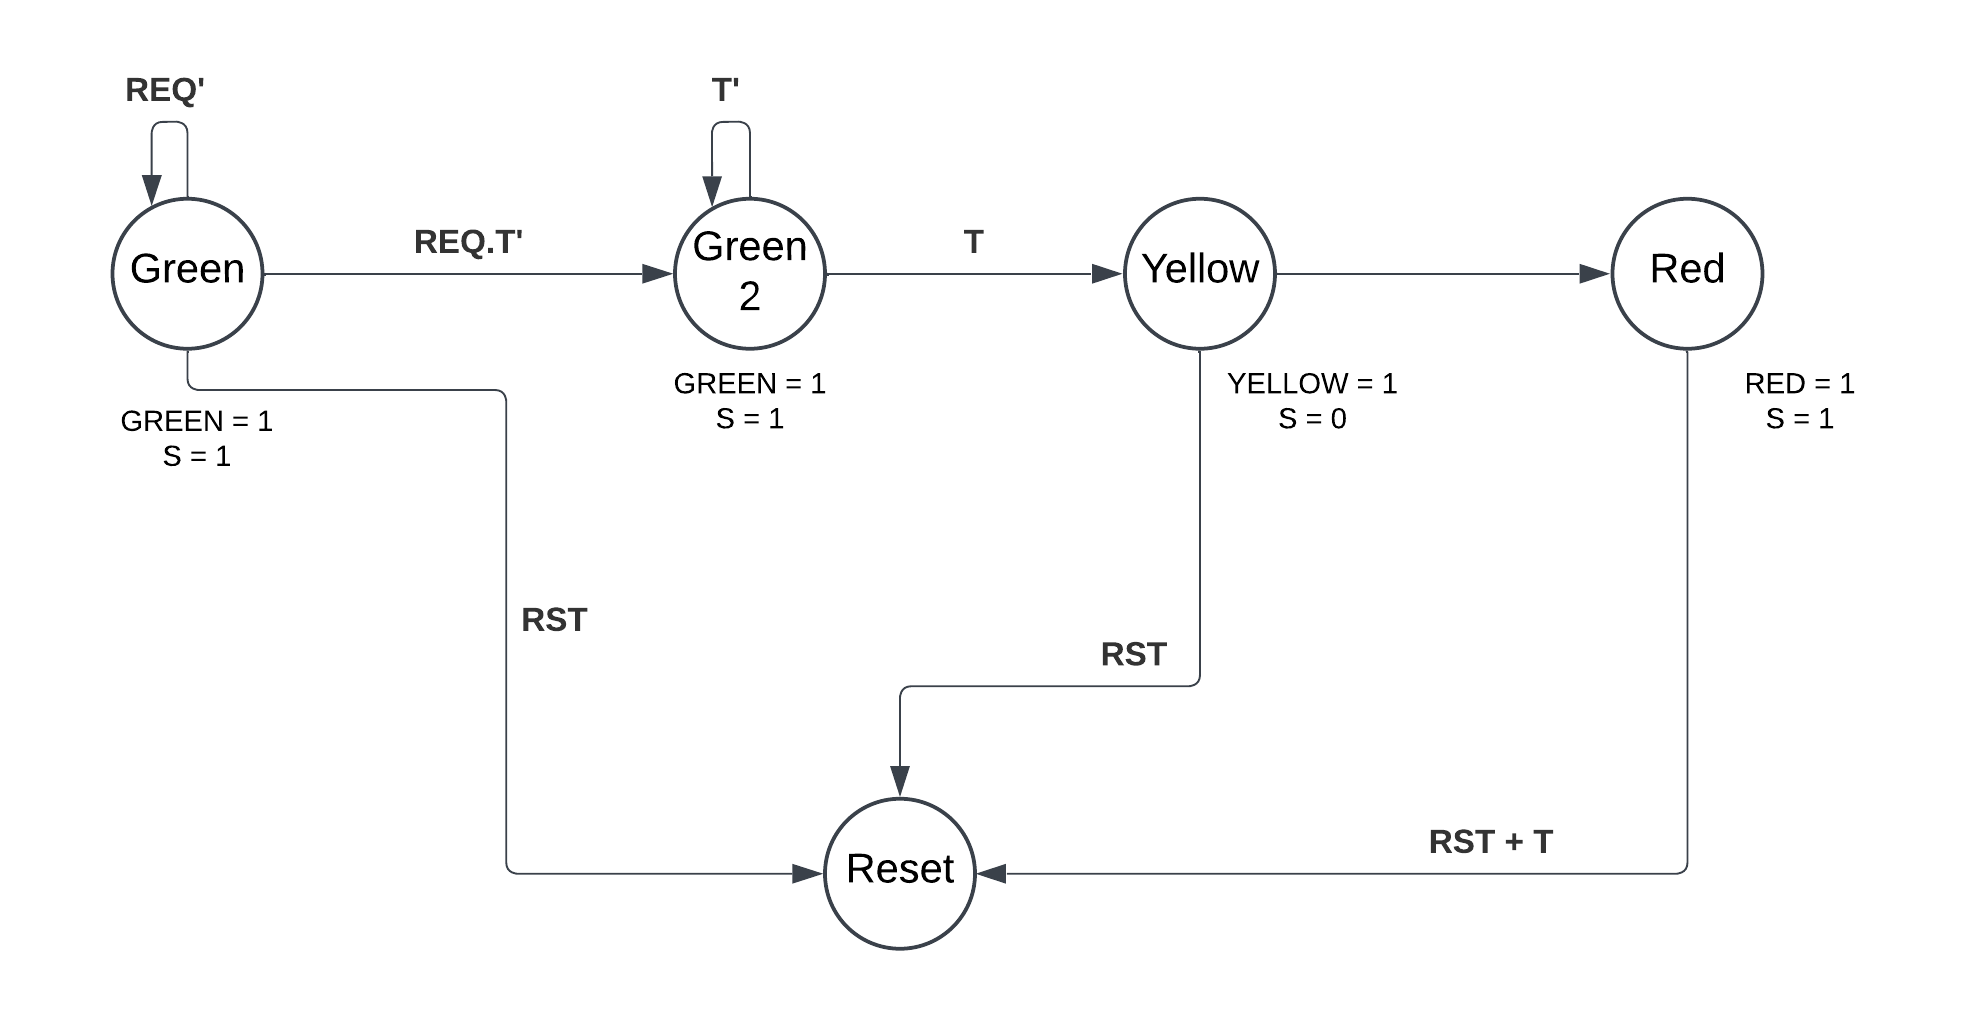 REQ'
T'
Green
REQ.T'
Green
2
T
Yellow
Red
GREEN = 1
S = 1
GREEN = 1
S = 1
YELLOW = 1
S = 0
RED = 1
S = 1
RST
RST
RST + T
Reset